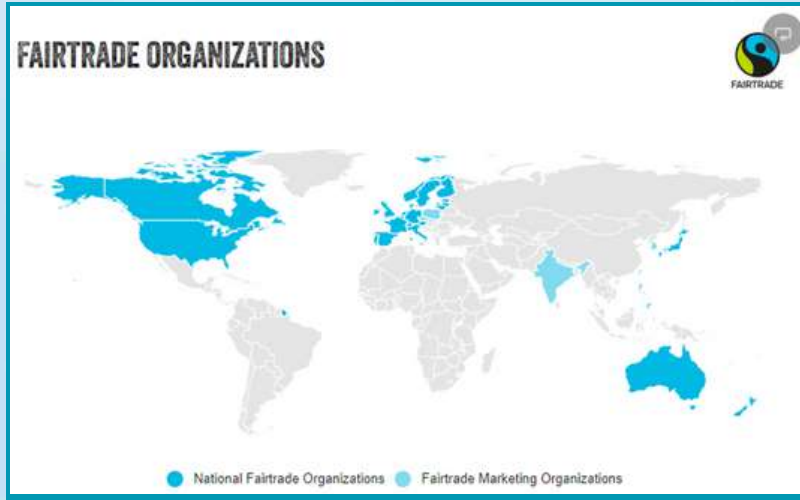 FAIRTRADE ORGANIZATIONS
FAIRTRADE
National Fairtrade Organizations
Fairtrade Marketing Organizations